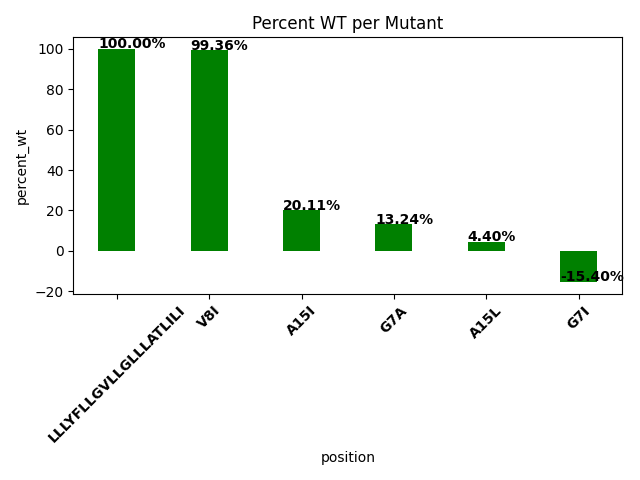 Percent WT per Mutant
percent_wt
100
80
60
40
20
0
−20
100.00%
99.36%
20.11%
13.24%
4.40%
-15.40%
LLLYFLLGVLLGLLLATLILI
V8I
A15I
G7A
A15L
G7I
position